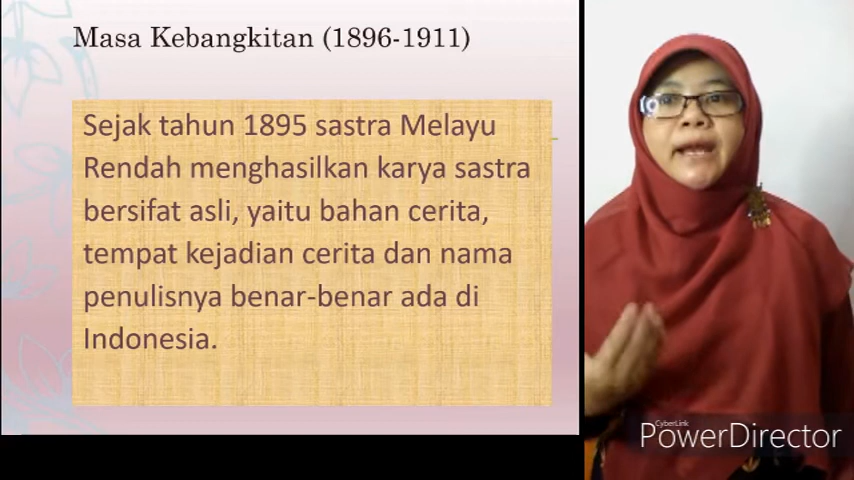 Masa Kebangkitan (1896-1911)
Sejak tahun 1895 sastra Melayu
Rendah menghasilkan karya sastra
bersifat asli, yaitu bahan cerita,
tempat kejadian cerita dan nama
penulisnya benar-benar ada di
Indonesia.
CyberLink
PowerDirector